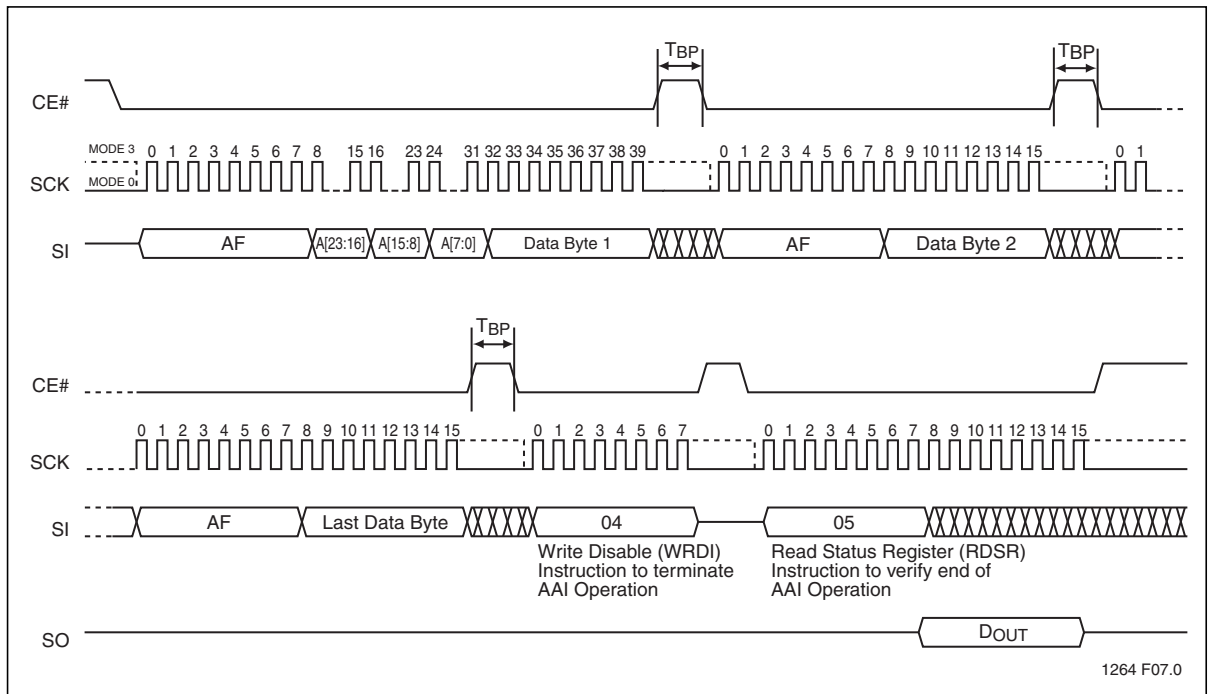 TBP TBP
CE#
MODE 3 0 1 2 3 4 5 6 7 8 15 16 23 24 31 32 33 34 35 36 37 38 39 0 1 2 3 4 5 6 7 8 9 10 11 12 13 14 15 0 1
SCK MODE 0
SI AF A[23:16] A[15:8] A[7:0] Data Byte 1 AF Data Byte 2
TBP
CE#
0 1 2 3 4 5 6 7 8 9 10 11 12 13 14 15 0 1 2 3 4 5 6 7 0 1 2 3 4 5 6 7 8 9 10 11 12 13 14 15
SCK
SI AF Last Data Byte 04 05
Write Disable (WRDI)
Instruction to terminate
AAI Operation
Read Status Register (RDSR)
Instruction to verify end of
AAI Operation
SO DOUT
1264 F07.0